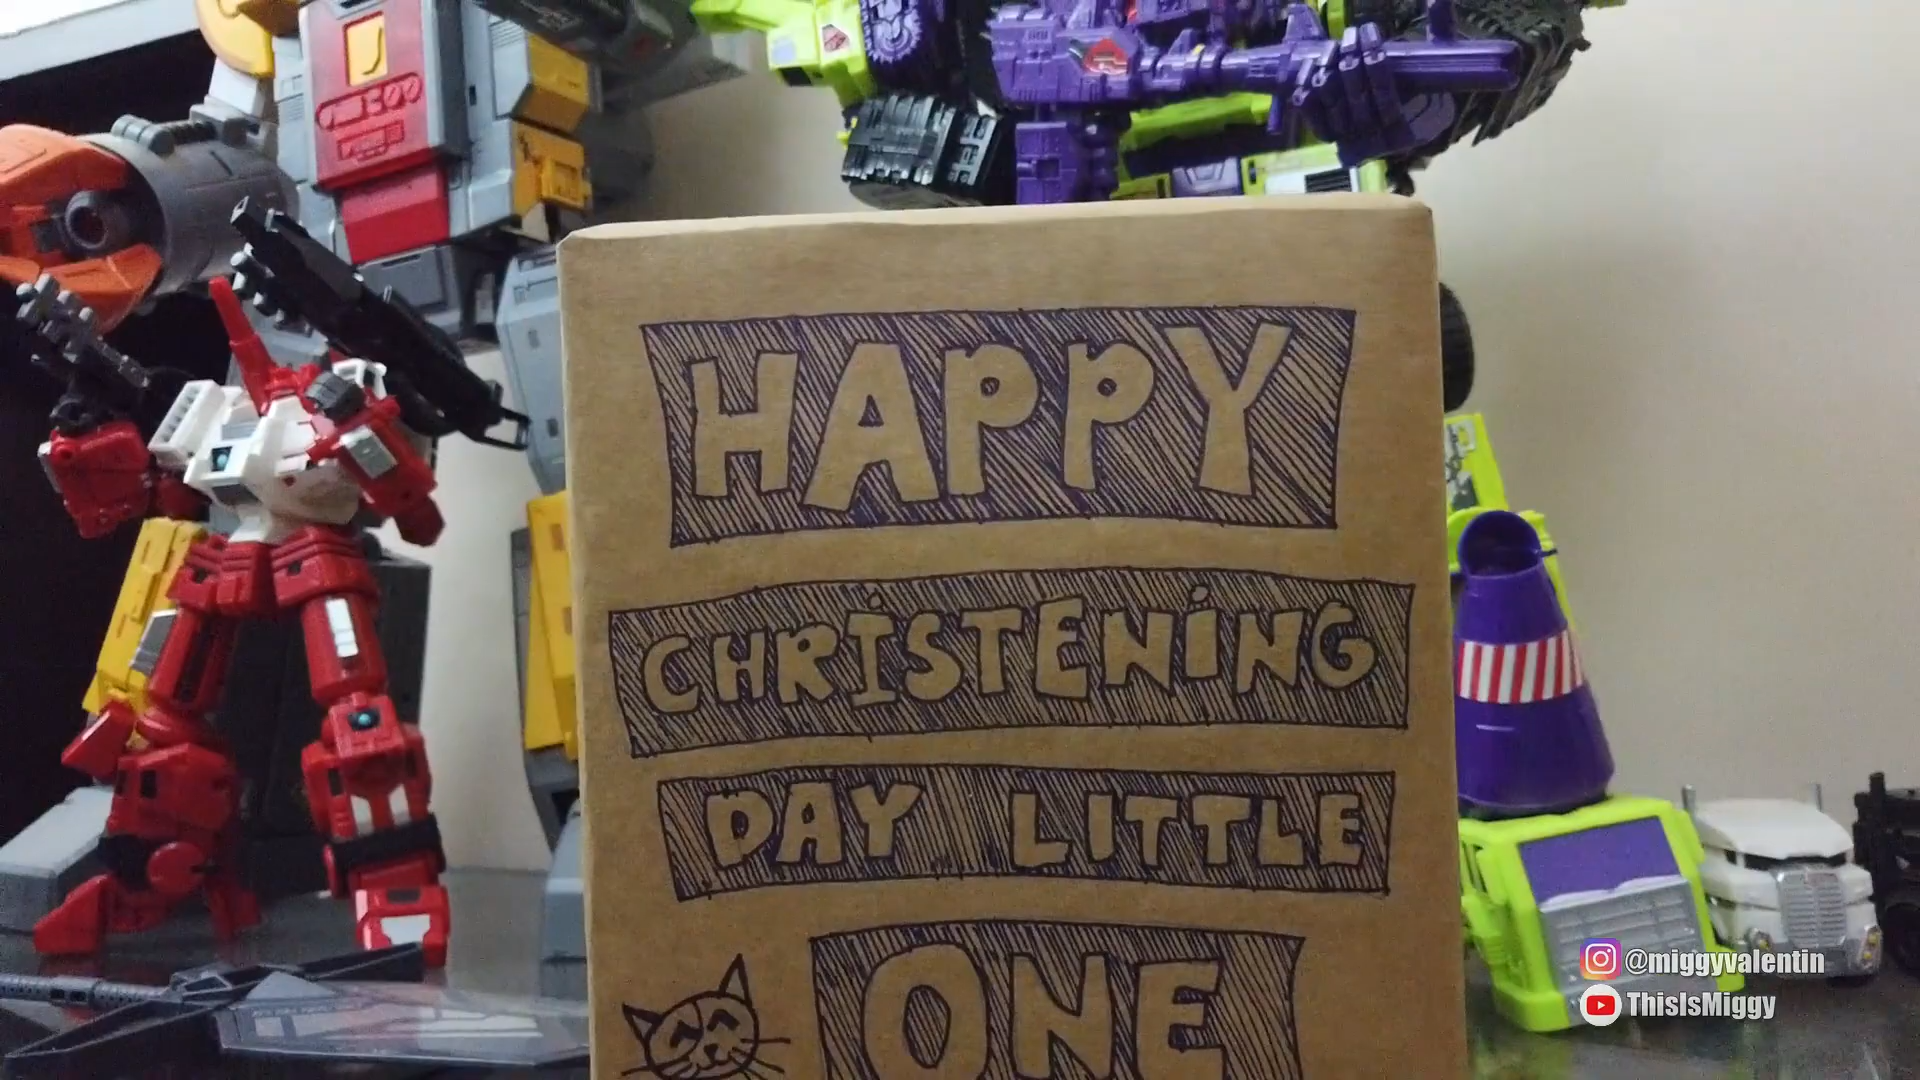 HAPPY
CHRISTENING
DAY LITTLE
ONE
@miggyvalentin
ThisIsMiggy